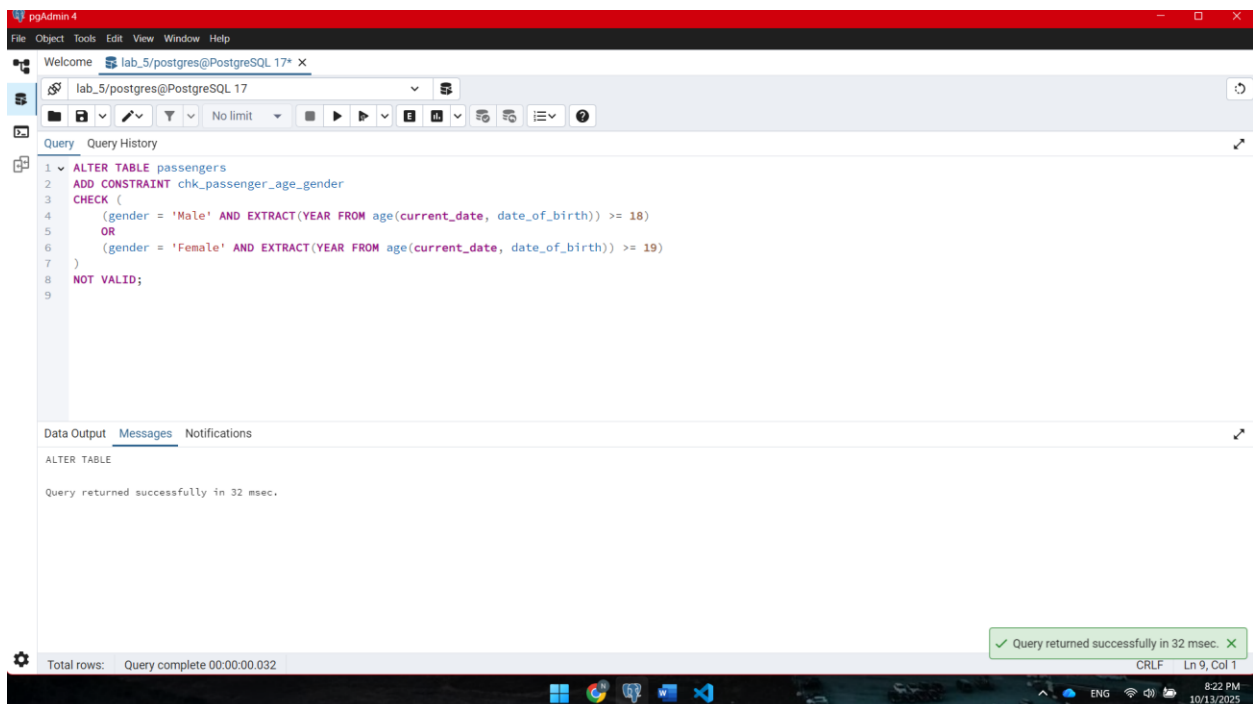 pgAdmin 4
File Object Tools Edit View Window Help
Welcome lab_5/postgres@PostgreSQL 17* X
lab_5/postgres@PostgreSQL 17
No limit
Query Query History
1 ALTER TABLE passengers
2 ADD CONSTRAINT chk_passenger_age_gender
3 CHECK (
4 (gender = 'Male' AND EXTRACT(YEAR FROM age(current_date, date_of_birth)) >= 18)
5 OR
6 (gender = 'Female' AND EXTRACT(YEAR FROM age(current_date, date_of_birth)) >= 19)
7 )
8 NOT VALID;
9
Data Output Messages Notifications
ALTER TABLE
Query returned successfully in 32 msec.
Query returned successfully in 32 msec.
Total rows: Query complete 00:00:00.032 CRLF Ln 9, Col 1
ENG 8:22 PM
10/13/2025